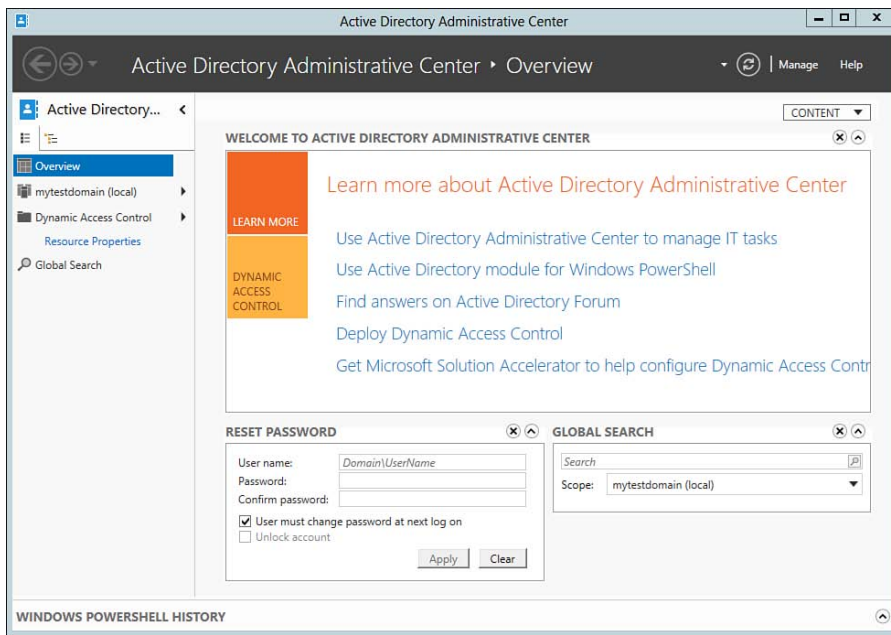 Active Directory Administrative Center
Active Directory Administrative Center ‣ Overview
Manage
Help
Active Directory...
Overview
mytestdomain (local)
Dynamic Access Control
Resource Properties
Global Search
CONTENT
WELCOME TO ACTIVE DIRECTORY ADMINISTRATIVE CENTER
LEARN MORE
DYNAMIC
ACCESS
CONTROL
Learn more about Active Directory Administrative Center
Use Active Directory Administrative Center to manage IT tasks
Use Active Directory module for Windows PowerShell
Find answers on Active Directory Forum
Deploy Dynamic Access Control
Get Microsoft Solution Accelerator to help configure Dynamic Access Contr
RESET PASSWORD
User name: Domain\UserName
Password:
Confirm password:
User must change password at next log on
Unlock account
Apply Clear
GLOBAL SEARCH
Search
Scope: mytestdomain (local)
WINDOWS POWERSHELL HISTORY